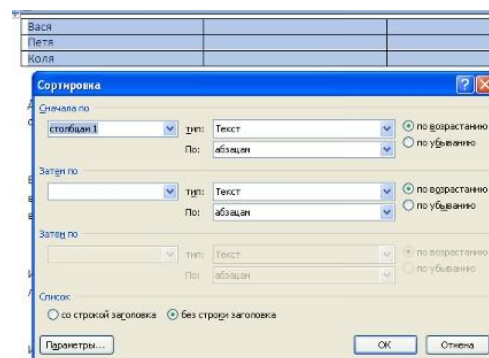 Вася
Петя
Коля
Сортировка
Сначала по
столбцам 1 тип: Текст по возрастанию
По: абзацам по убыванию
Затем по
тип: Текст по возрастанию
По: абзацам по убыванию
Затем по
тип: Текст по возрастанию
По: абзацам по убыванию
Список
со строкой заголовка без строки заголовка
Параметры... ОК Отмена